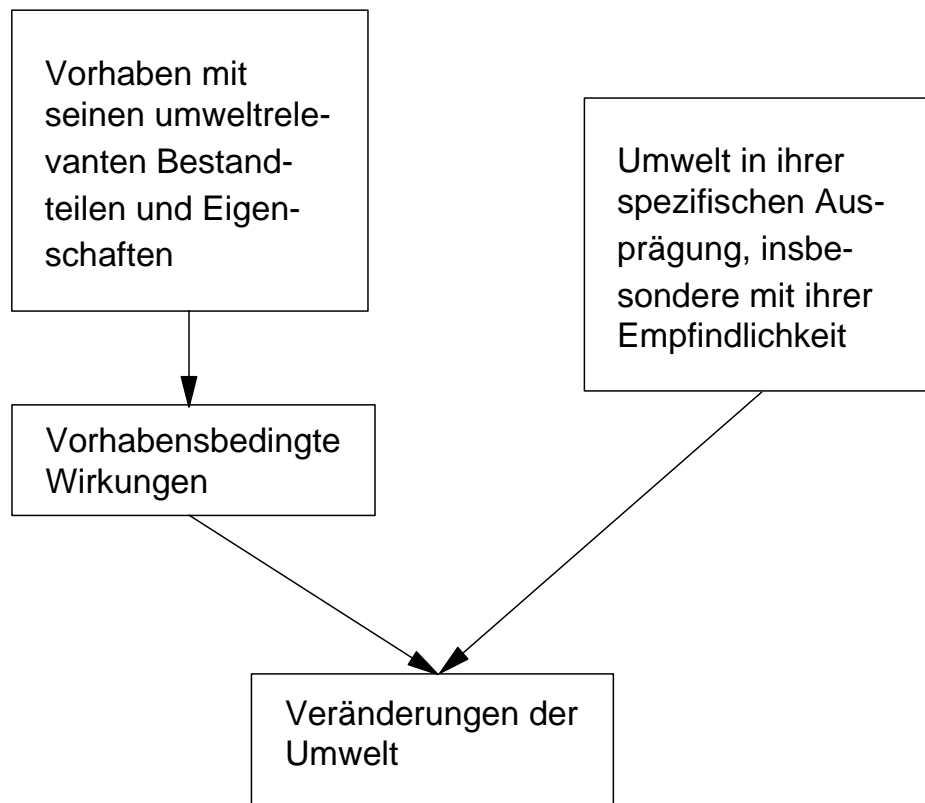 Vorhaben mit
seinen umweltrele-
vanten Bestand-
teilen und Eigen-
schaften
Umwelt in ihrer
spezifischen Aus-
prägung, insbe-
sondere mit ihrer
Empfindlichkeit
Vorhabensbedingte
Wirkungen
Veränderungen der
Umwelt